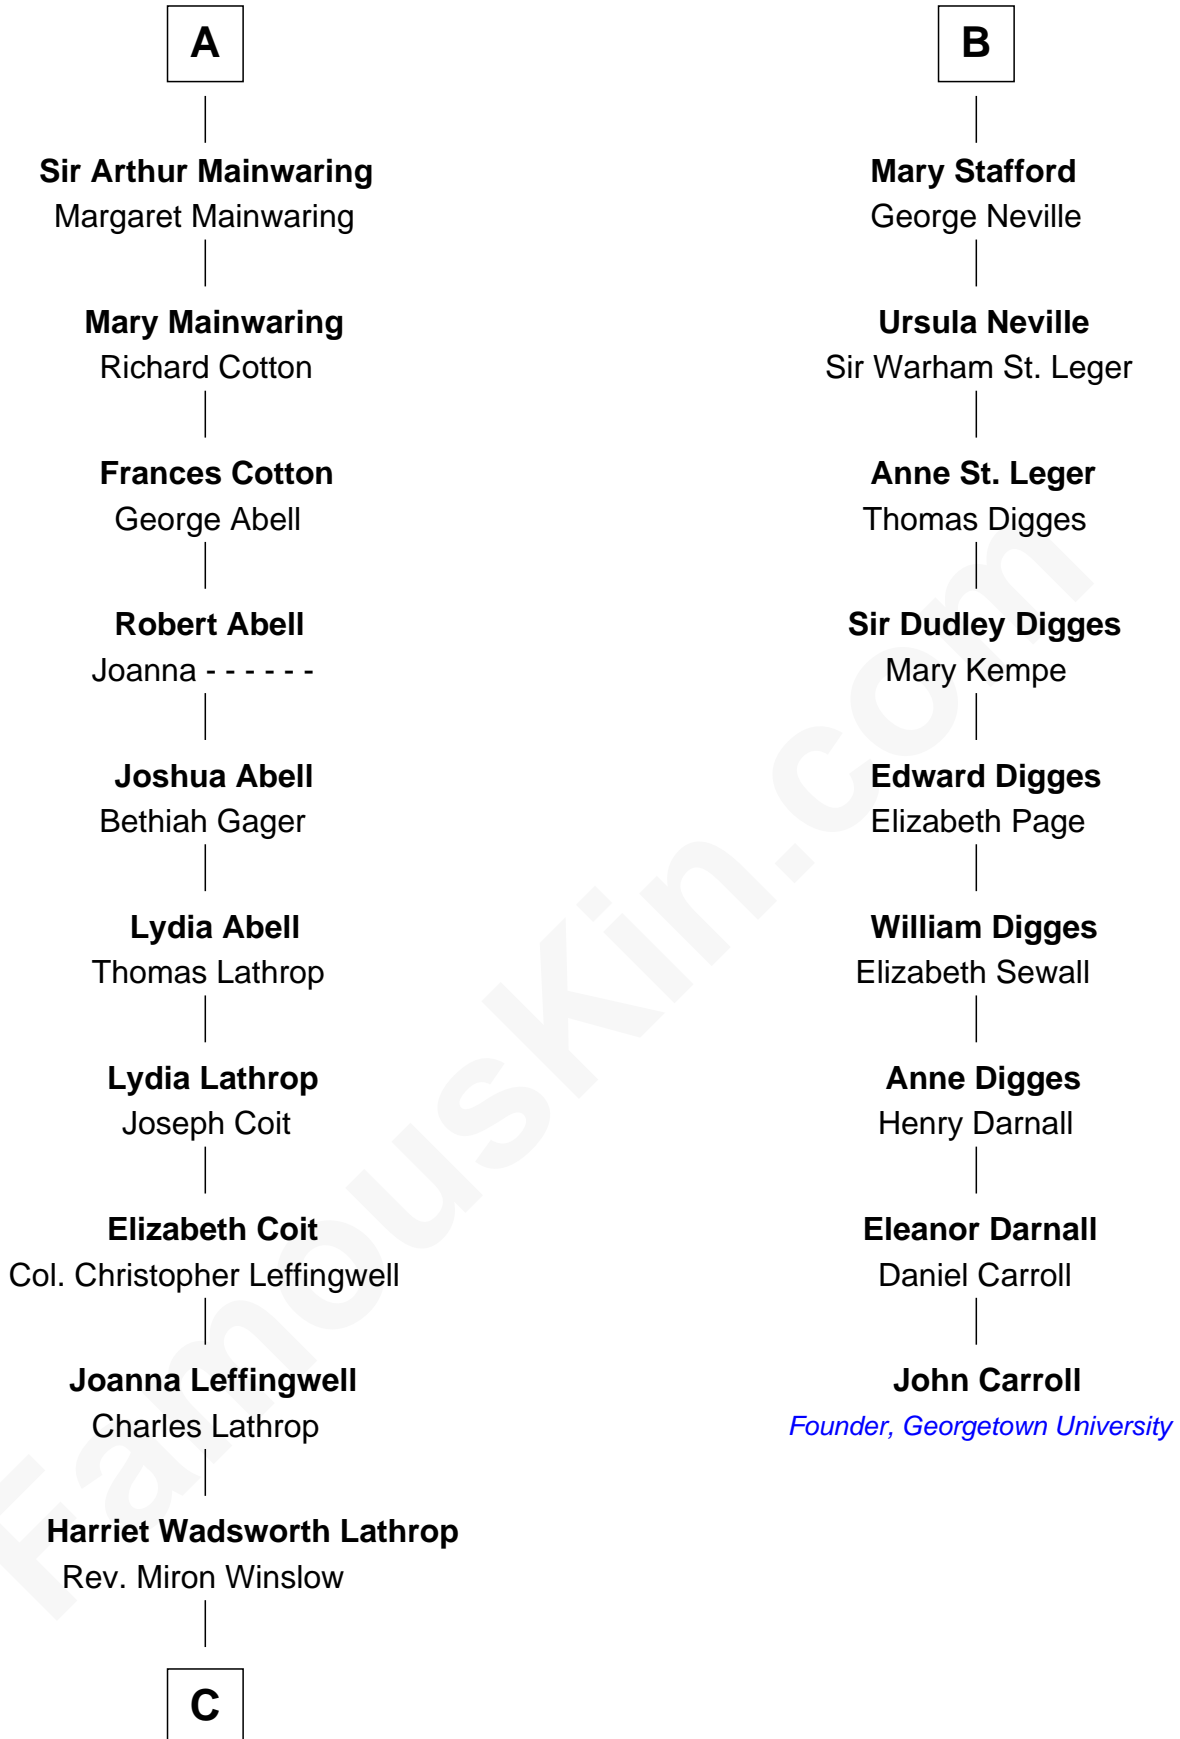 A
Sir Arthur Mainwaring
Margaret Mainwaring
Mary Mainwaring
Richard Cotton
Frances Cotton
George Abell
Robert Abell
Joanna - - - - - -
Joshua Abell
Bethiah Gager
Lydia Abell
Thomas Lathrop
Lydia Lathrop
Joseph Coit
Elizabeth Coit
Col. Christopher Leffingwell
Joanna Leffingwell
Charles Lathrop
Harriet Wadsworth Lathrop
Rev. Miron Winslow
C
B
Mary Stafford
George Neville
Ursula Neville
Sir Warham St. Leger
Anne St. Leger
Thomas Digges
Sir Dudley Digges
Mary Kempe
Edward Digges
Elizabeth Page
William Digges
Elizabeth Sewall
Anne Digges
Henry Darnall
Eleanor Darnall
Daniel Carroll
John Carroll
Founder, Georgetown University
FamousKin.com